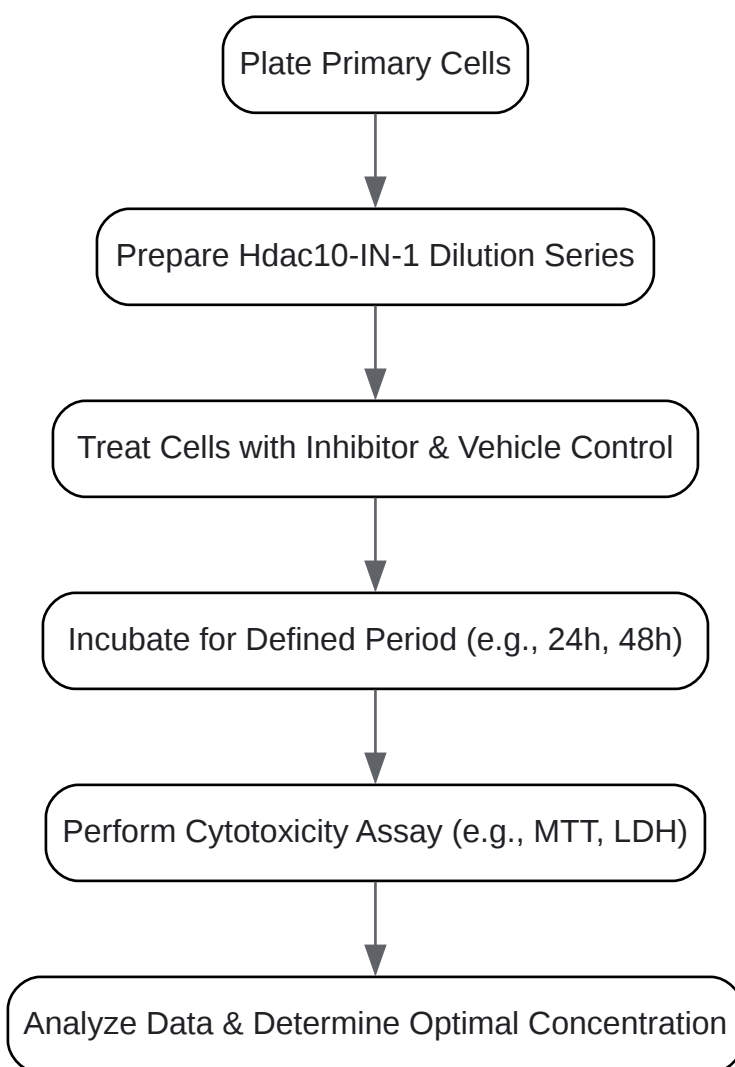 Plate Primary Cells
Prepare Hdac10-IN-1 Dilution Series
Treat Cells with Inhibitor & Vehicle Control
Incubate for Defined Period (e.g., 24h, 48h)
Perform Cytotoxicity Assay (e.g., MTT, LDH)
Analyze Data & Determine Optimal Concentration